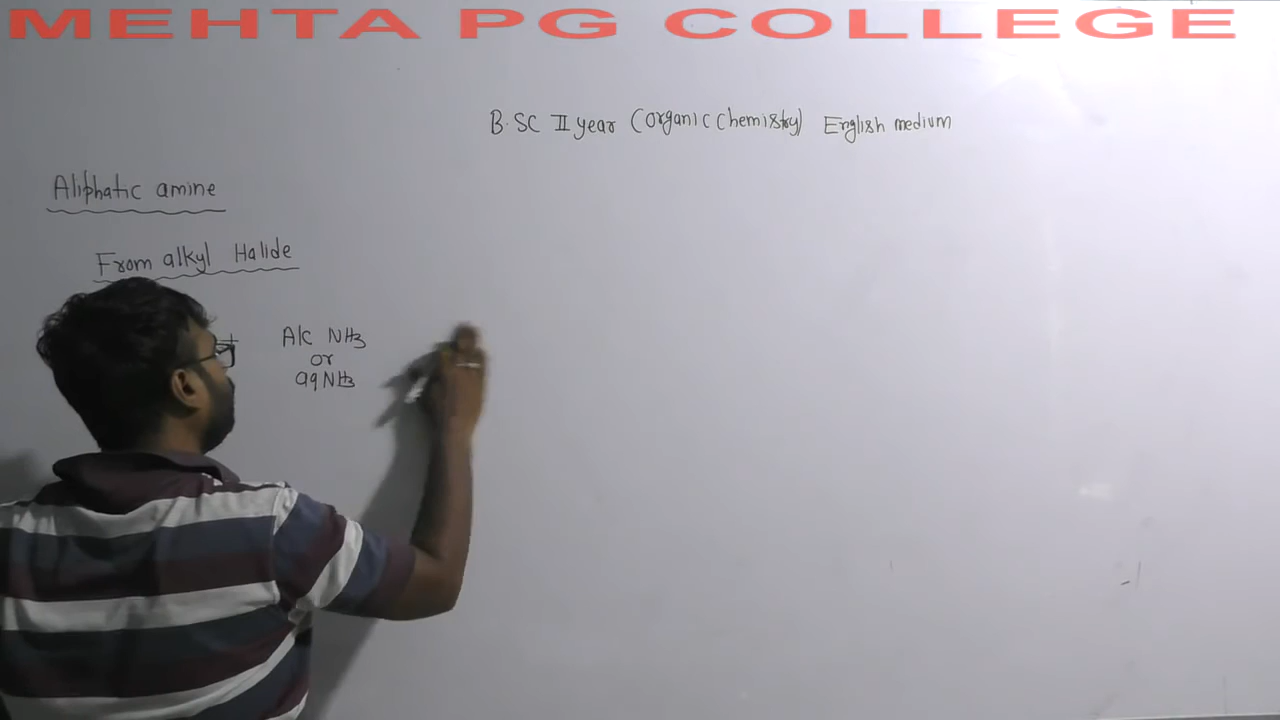 MEHTA PG COLLEGE
B.SC II year (Organic Chemistry) English medium
Aliphatic amine
From alkyl Halide
+ Alc NH3
or
aq NH3